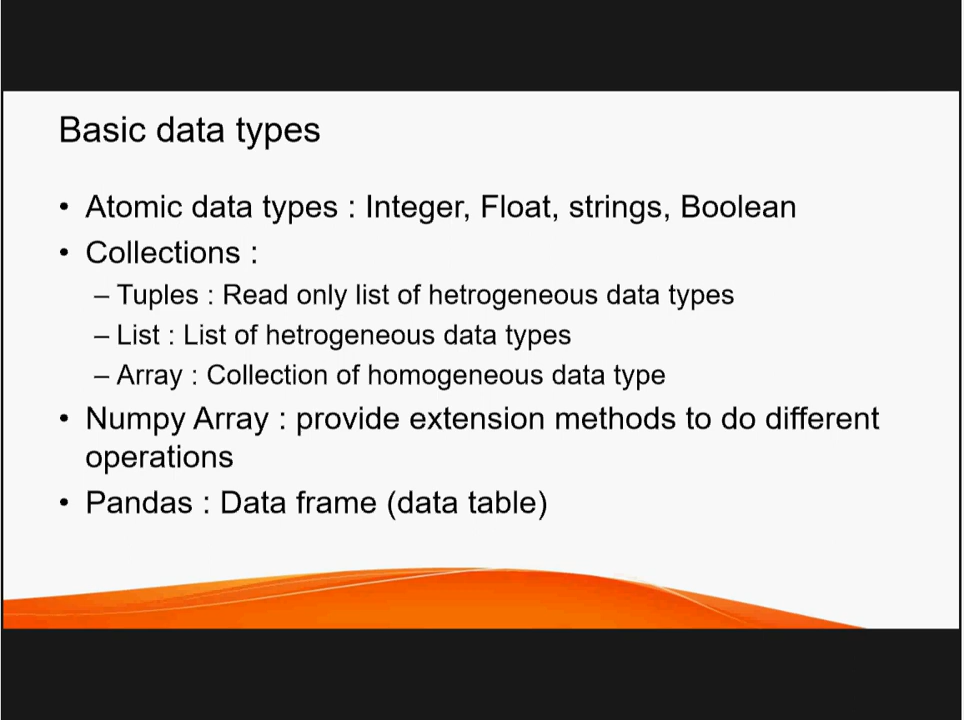 Basic data types
• Atomic data types : Integer, Float, strings, Boolean
• Collections :
– Tuples : Read only list of hetrogeneous data types
– List : List of hetrogeneous data types
– Array : Collection of homogeneous data type
• Numpy Array : provide extension methods to do different
operations
• Pandas : Data frame (data table)